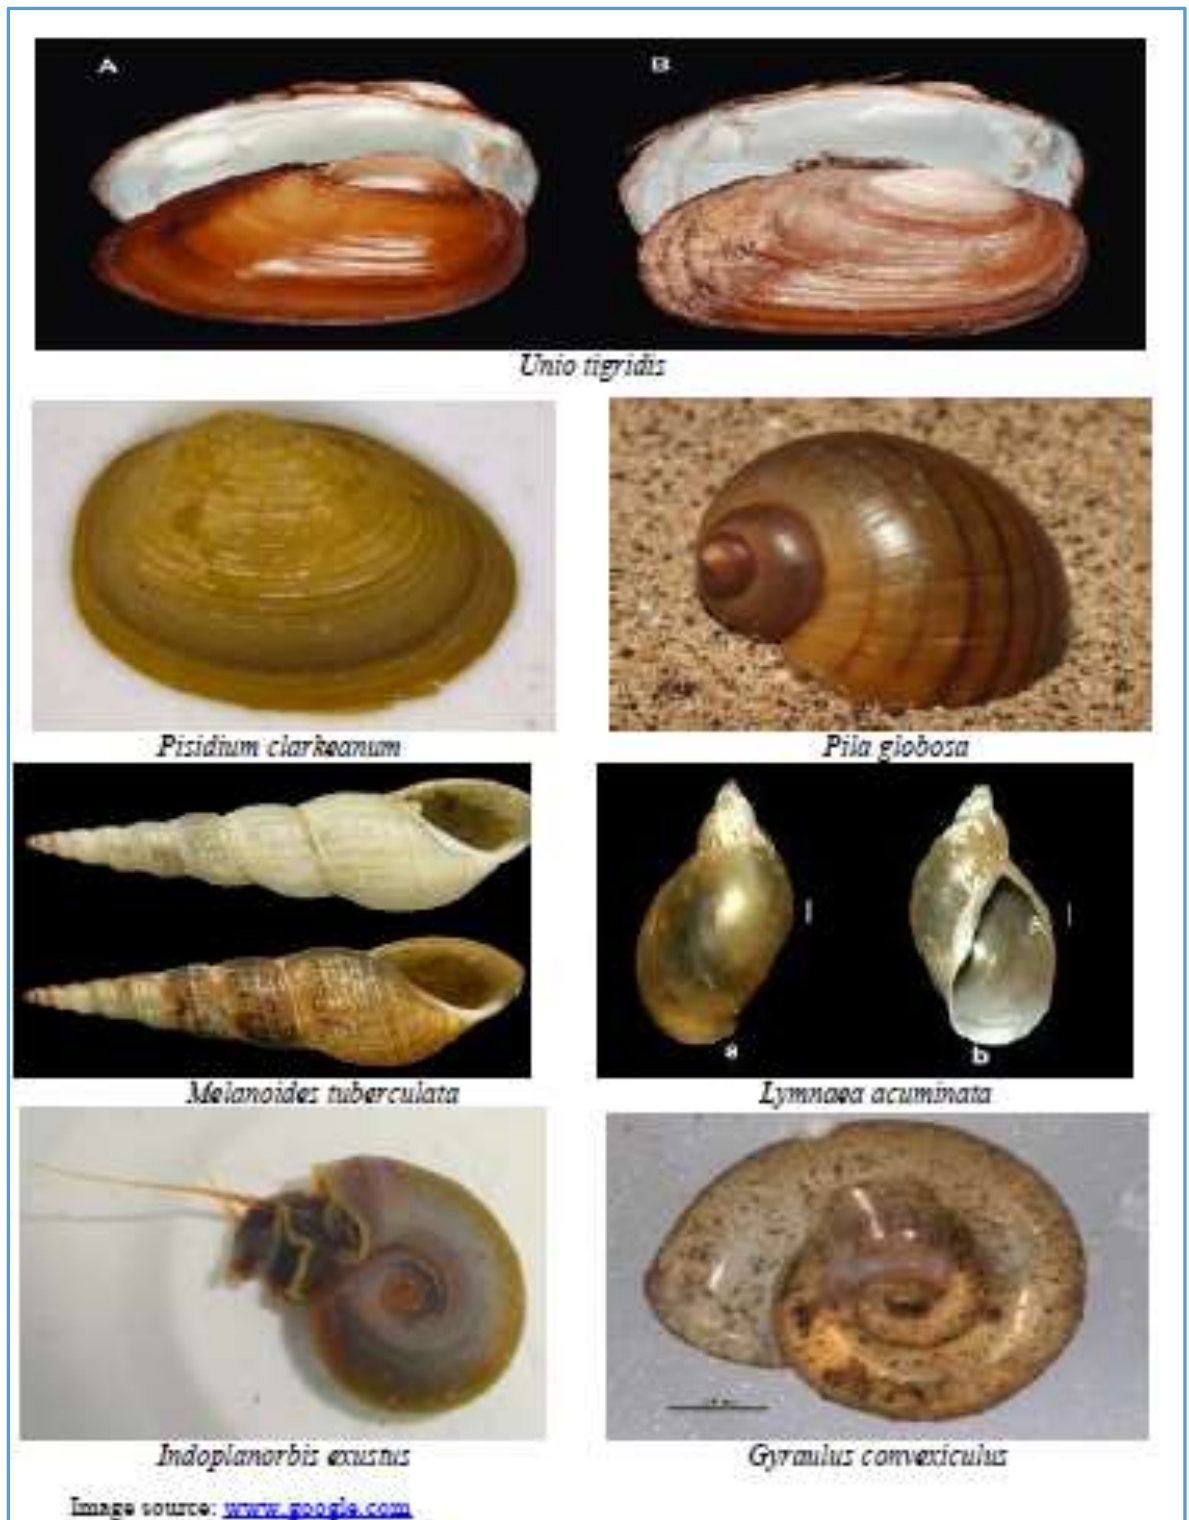 A B
Unio tigridis
Pisidium clarkeanum Pila globosa
a b
Melanoides tuberculata Lymnaea acuminata
Indoplanorbis exustus Gyraulus convexiculus
Image source: www.google.com